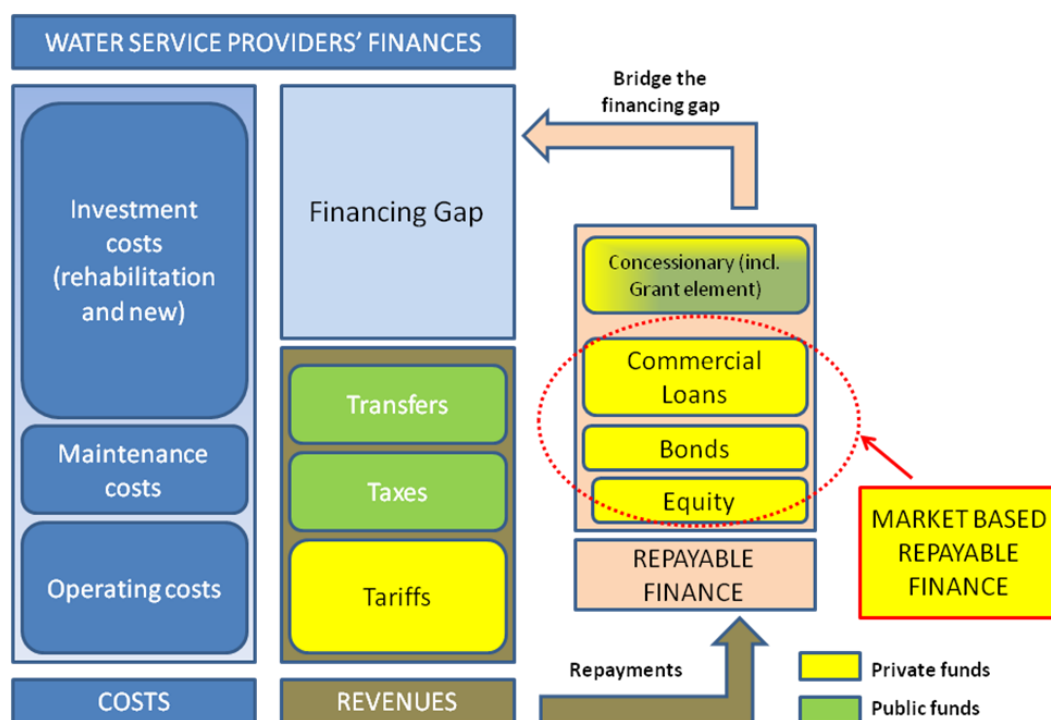 WATER SERVICE PROVIDERS’ FINANCES
Investment
costs
(rehabilitation
and new)
Maintenance
costs
Operating costs
COSTS
Financing Gap
Transfers
Taxes
Tariffs
REVENUES
Bridge the
financing gap
Concessionary (incl.
Grant element)
Commercial
Loans
Bonds
Equity
REPAYABLE
FINANCE
Repayments
MARKET BASED
REPAYABLE
FINANCE
Private funds
Public funds